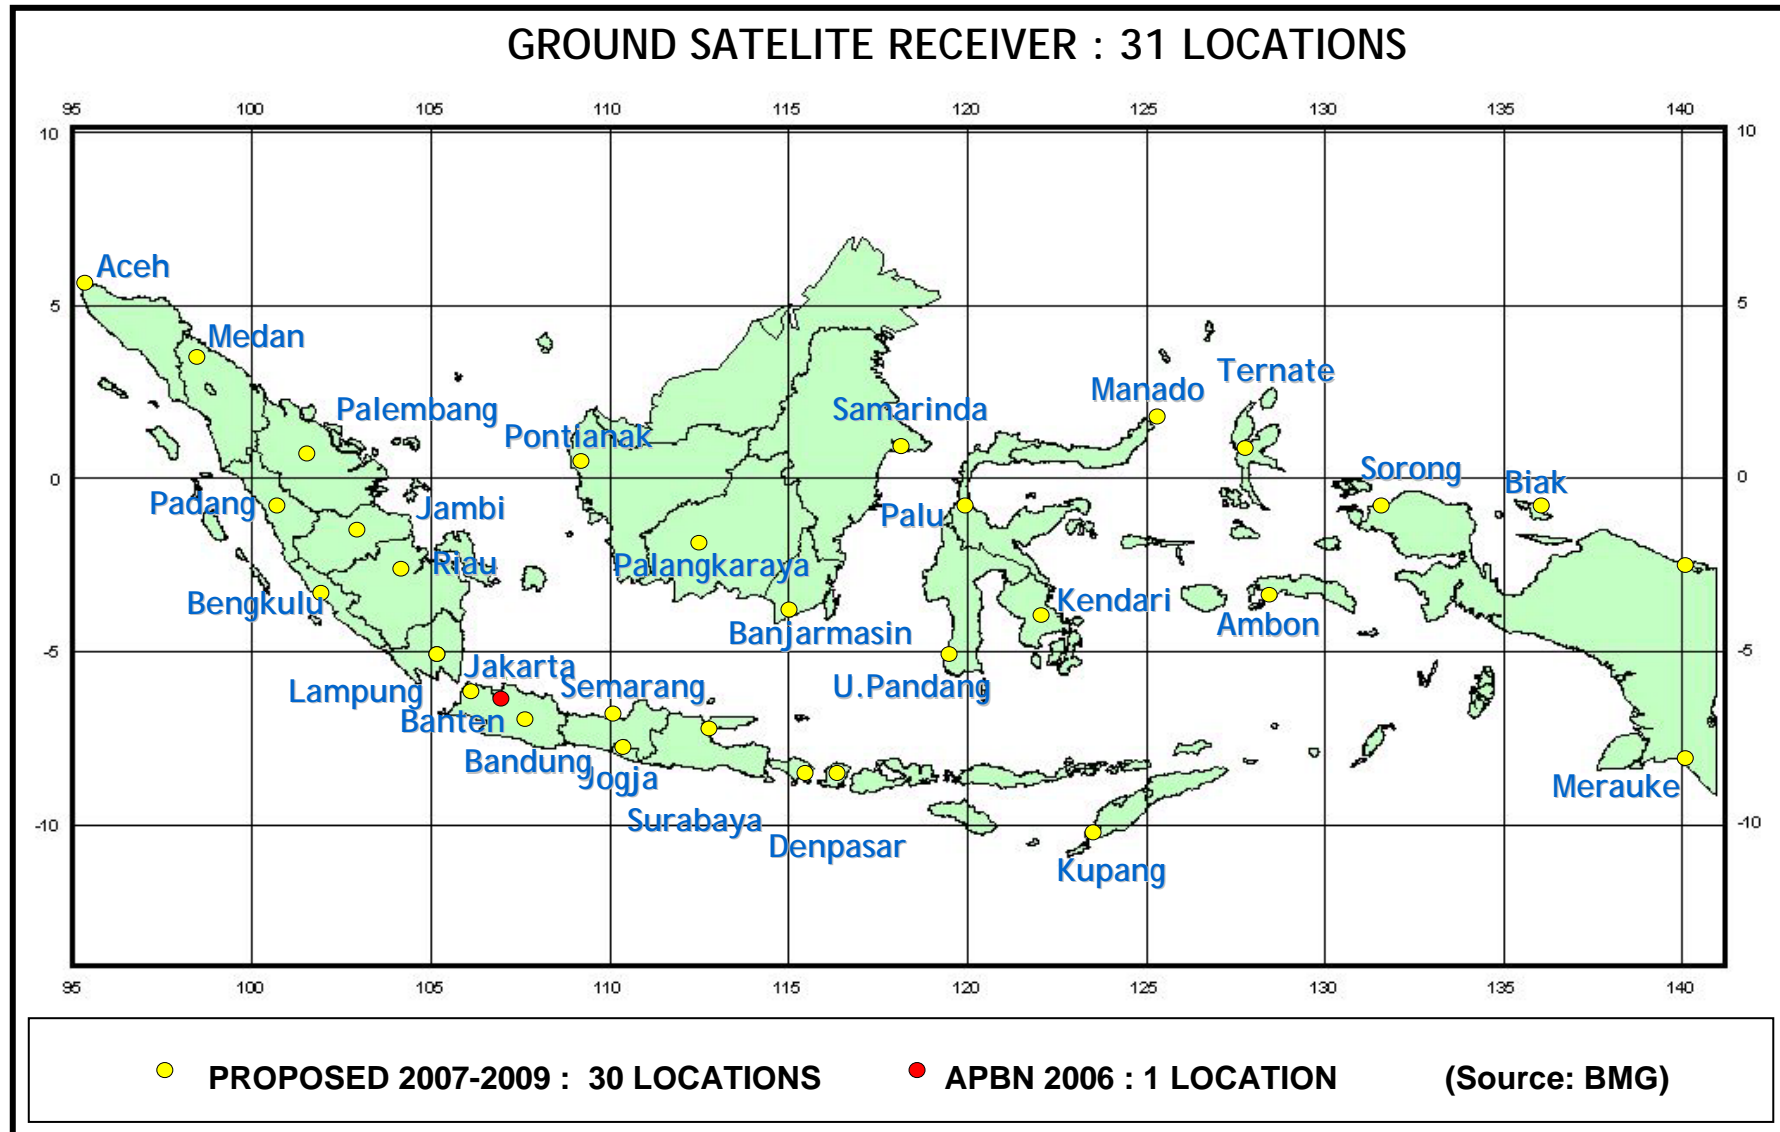 GROUND SATELITE RECEIVER : 31 LOCATIONS
95 100 105 110 115 120 125 130 135 140
10 10
Aceh
5 5
Medan
Ternate
Manado
Palembang Samarinda
Pontianak
Sorong
0 0
Biak
Padang Jambi Palu
Riau Palangkaraya
Bengkulu Kendari
Banjarmasin Ambon
-5 -5
Jakarta
Lampung Semarang U.Pandang
Banten
Bandung
Jogja Merauke
Surabaya
-10 -10
Denpasar
Kupang
95 100 105 110 115 120 125 130 135 140
PROPOSED 2007-2009 : 30 LOCATIONS APBN 2006 : 1 LOCATION (Source: BMG)